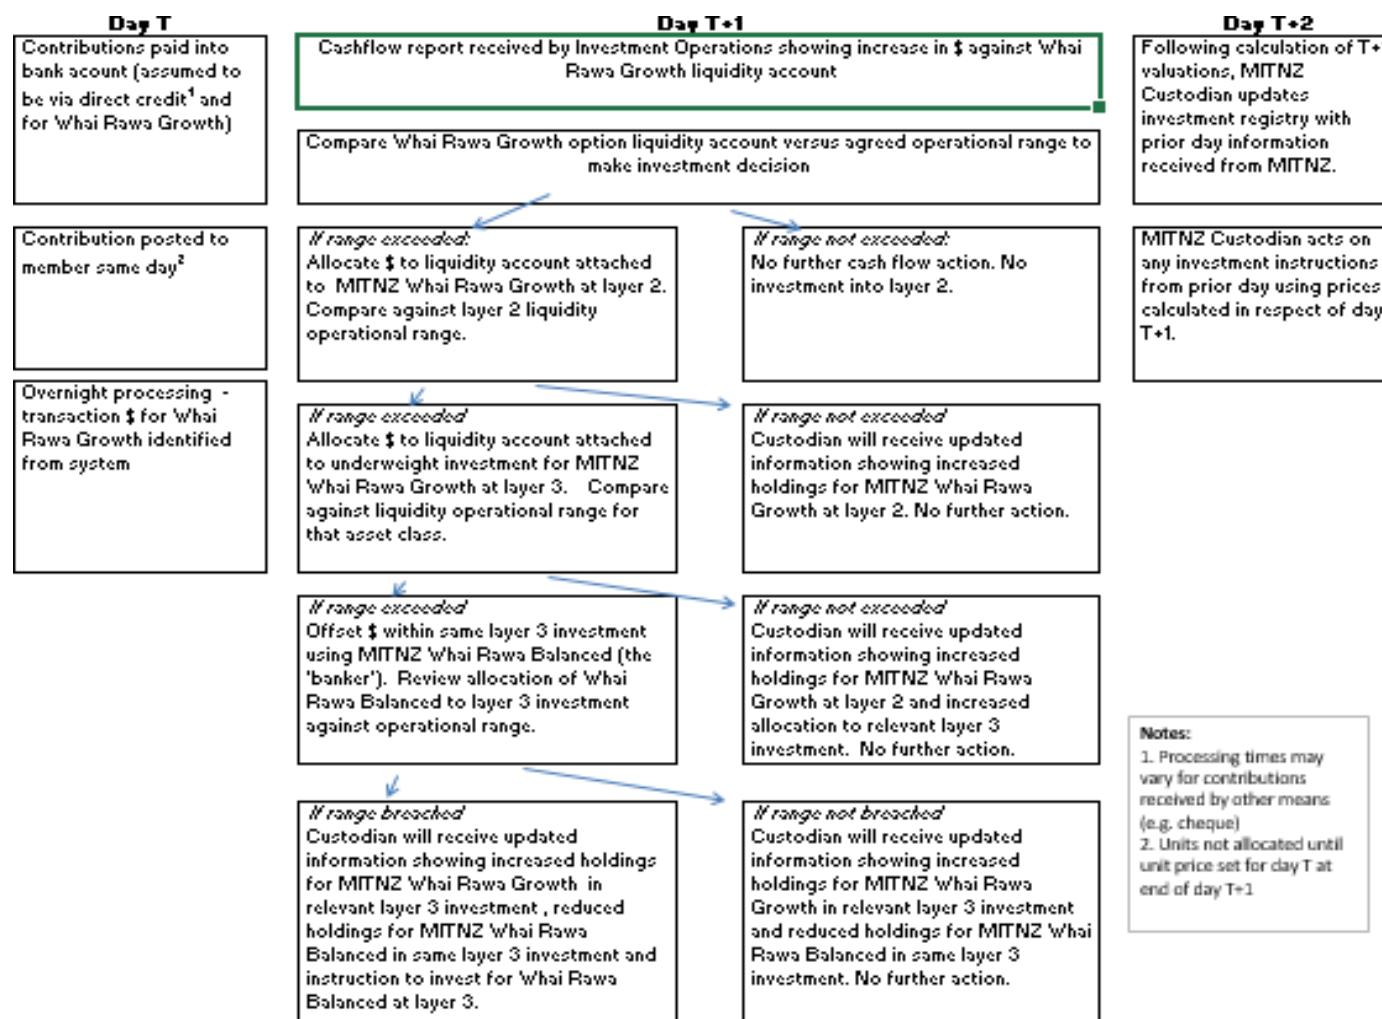 Day T
Contributions paid into
bank acount (assumed to
be via direct credit1 and
for Whai Rawa Growth)
Contribution posted to
member same day2
Overnight processing -
transaction $ for Whai
Rawa Growth identified
from system
Day T+1
Cashflow report received by Investment Operations showing increase in $ against Whai
Rawa Growth liquidity account
Compare Whai Rawa Growth option liquidity account versus agreed operational range to
make investment decision
If range exceeded:
Allocate $ to liquidity account attached
to MITNZ Whai Rawa Growth at layer 2.
Compare against layer 2 liquidity
operational range.
If range not exceeded:
No further cash flow action. No
investment into layer 2.
If range exceeded
Allocate $ to liquidity account attached
to underweight investment for MITNZ
Whai Rawa Growth at layer 3. Compare
against liquidity operational range for
that asset class.
If range not exceeded
Custodian will receive updated
information showing increased
holdings for MITNZ Whai Rawa
Growth at layer 2. No further action.
If range exceeded
Offset $ within same layer 3 investment
using MITNZ Whai Rawa Balanced (the
'banker'). Review allocation of Whai
Rawa Balanced to layer 3 investment
against operational range.
If range not exceeded
Custodian will receive updated
information showing increased
holdings for MITNZ Whai Rawa
Growth at layer 2 and increased
allocation to relevant layer 3
investment. No further action.
If range breached
Custodian will receive updated
information showing increased holdings
for MITNZ Whai Rawa Growth in
relevant layer 3 investment , reduced
holdings for MITNZ Whai Rawa
Balanced in same layer 3 investment and
instruction to invest for Whai Rawa
Balanced at layer 3.
If range not breached
Custodian will receive updated
information showing increased
holdings for MITNZ Whai Rawa
Growth in relevant layer 3 investment
and reduced holdings for MITNZ Whai
Rawa Balanced in same layer 3
investment. No further action.
Day T+2
Following calculation of T+1
valuations, MITNZ
Custodian updates
investment registry with
prior day information
received from MITNZ.
MITNZ Custodian acts on
any investment instructions
from prior day using prices
calculated in respect of day
T+1.
Notes:
1. Processing times may
vary for contributions
received by other means
(e.g. cheque)
2. Units not allocated until
unit price set for day T at
end of day T+1